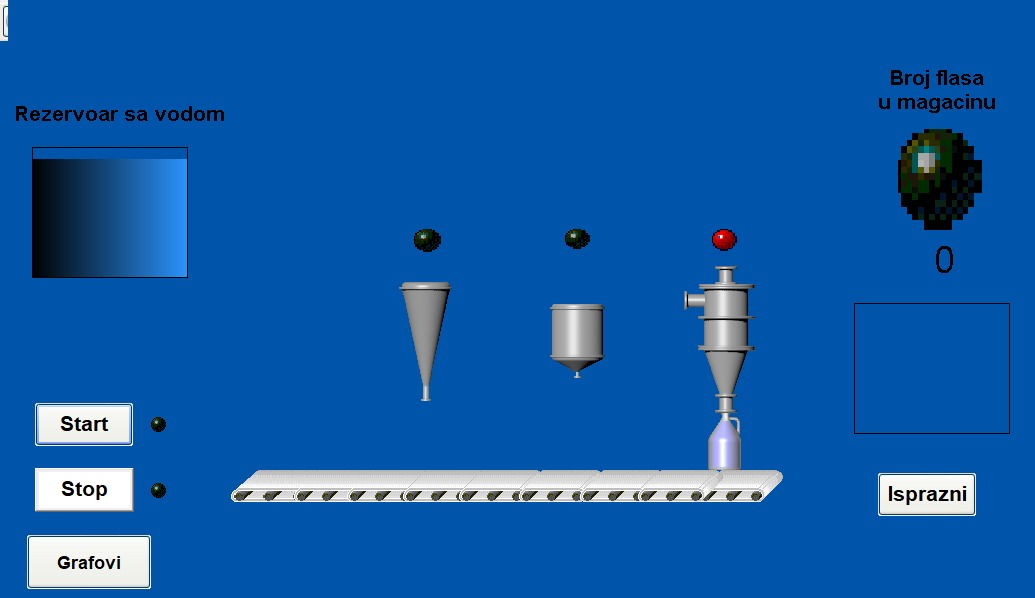 Broj flasa
u magacinu
Rezervoar sa vodom
0
Start
Stop
Isprazni
Grafovi